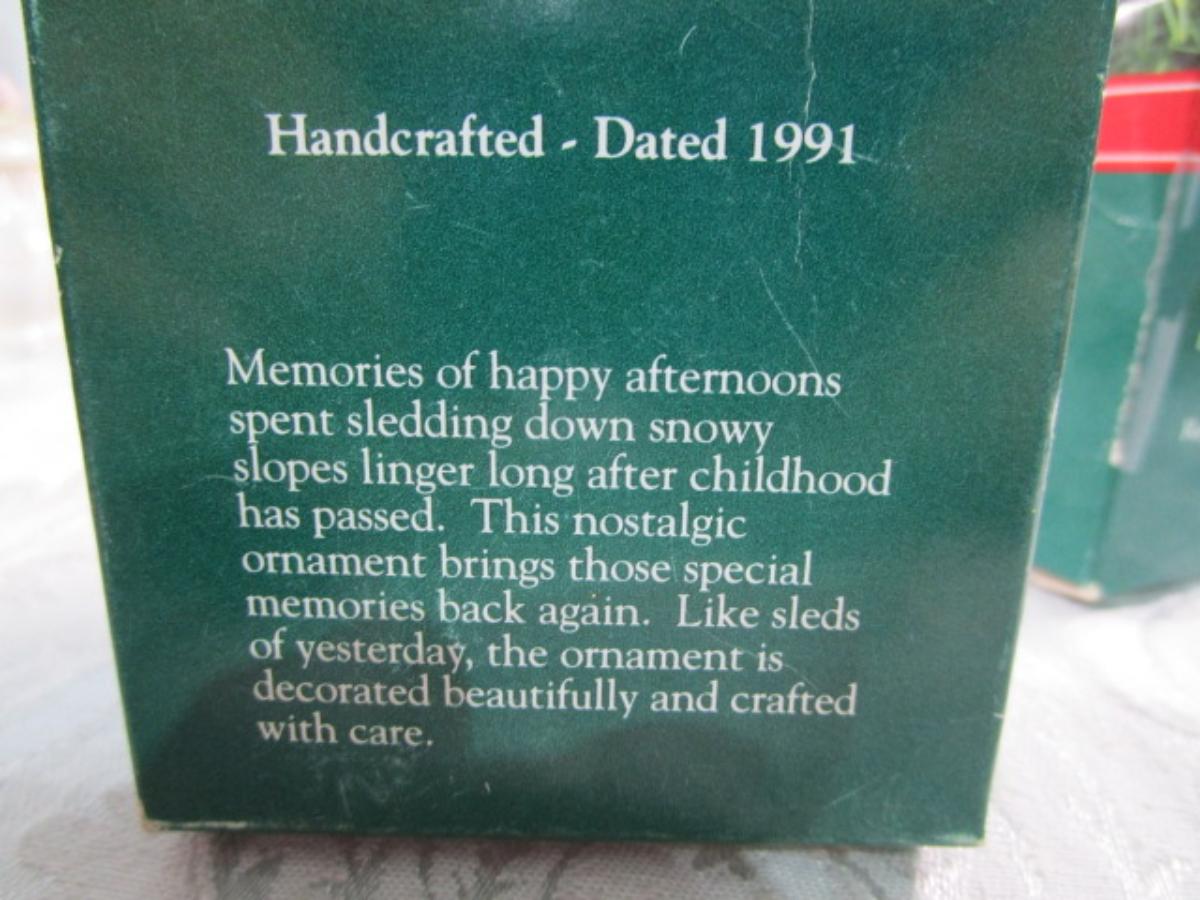 Handcrafted - Dated 1991
Memories of happy afternoons
spent sledding down snowy
slopes linger long after childhood
has passed.  This nostalgic
ornament brings those special
memories back again.  Like sleds
of yesterday, the ornament is
decorated beautifully and crafted
with care.